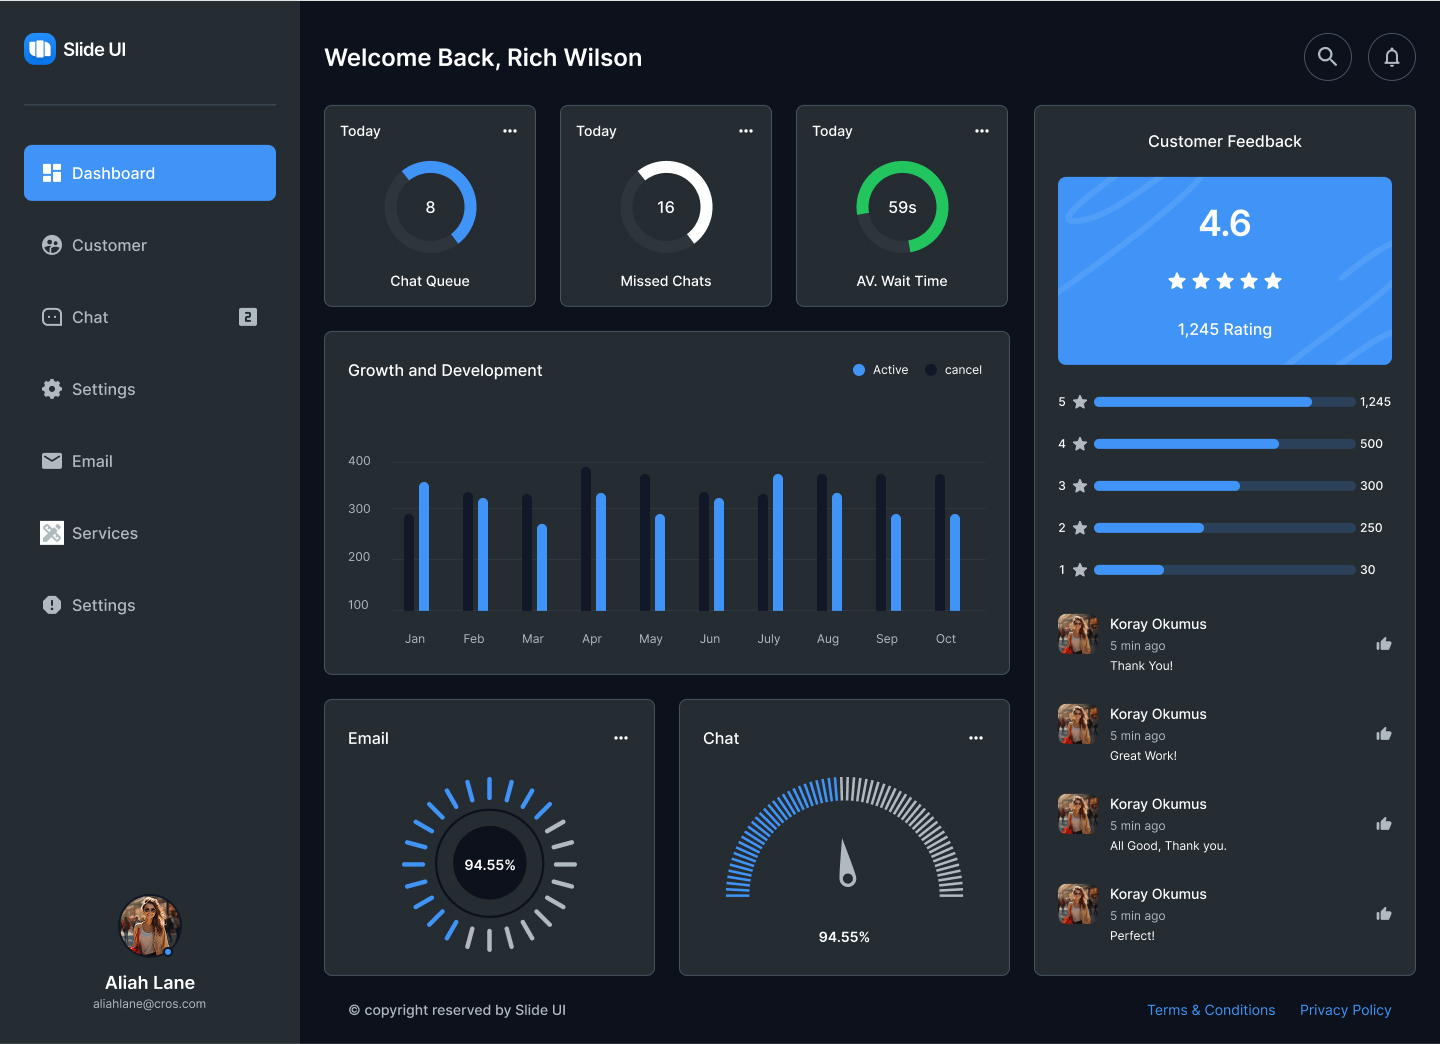 Slide UI
Dashboard
Customer
Chat
2
Settings
Email
Services
Settings
Aliah Lane
aliahlane@cros.com
Welcome Back, Rich Wilson
Today
8
Chat Queue
Today
16
Missed Chats
Today
59s
AV. Wait Time
Growth and Development
Active
cancel
400
300
200
100
Jan Feb Mar Apr May Jun July Aug Sep Oct
Email
94.55%
Chat
94.55%
Customer Feedback
4.6
1,245 Rating
5 1,245
4 500
3 300
2 250
1 30
Koray Okumus
5 min ago
Thank You!
Koray Okumus
5 min ago
Great Work!
Koray Okumus
5 min ago
All Good, Thank you.
Koray Okumus
5 min ago
Perfect!
© copyright reserved by Slide UI
Terms & Conditions
Privacy Policy